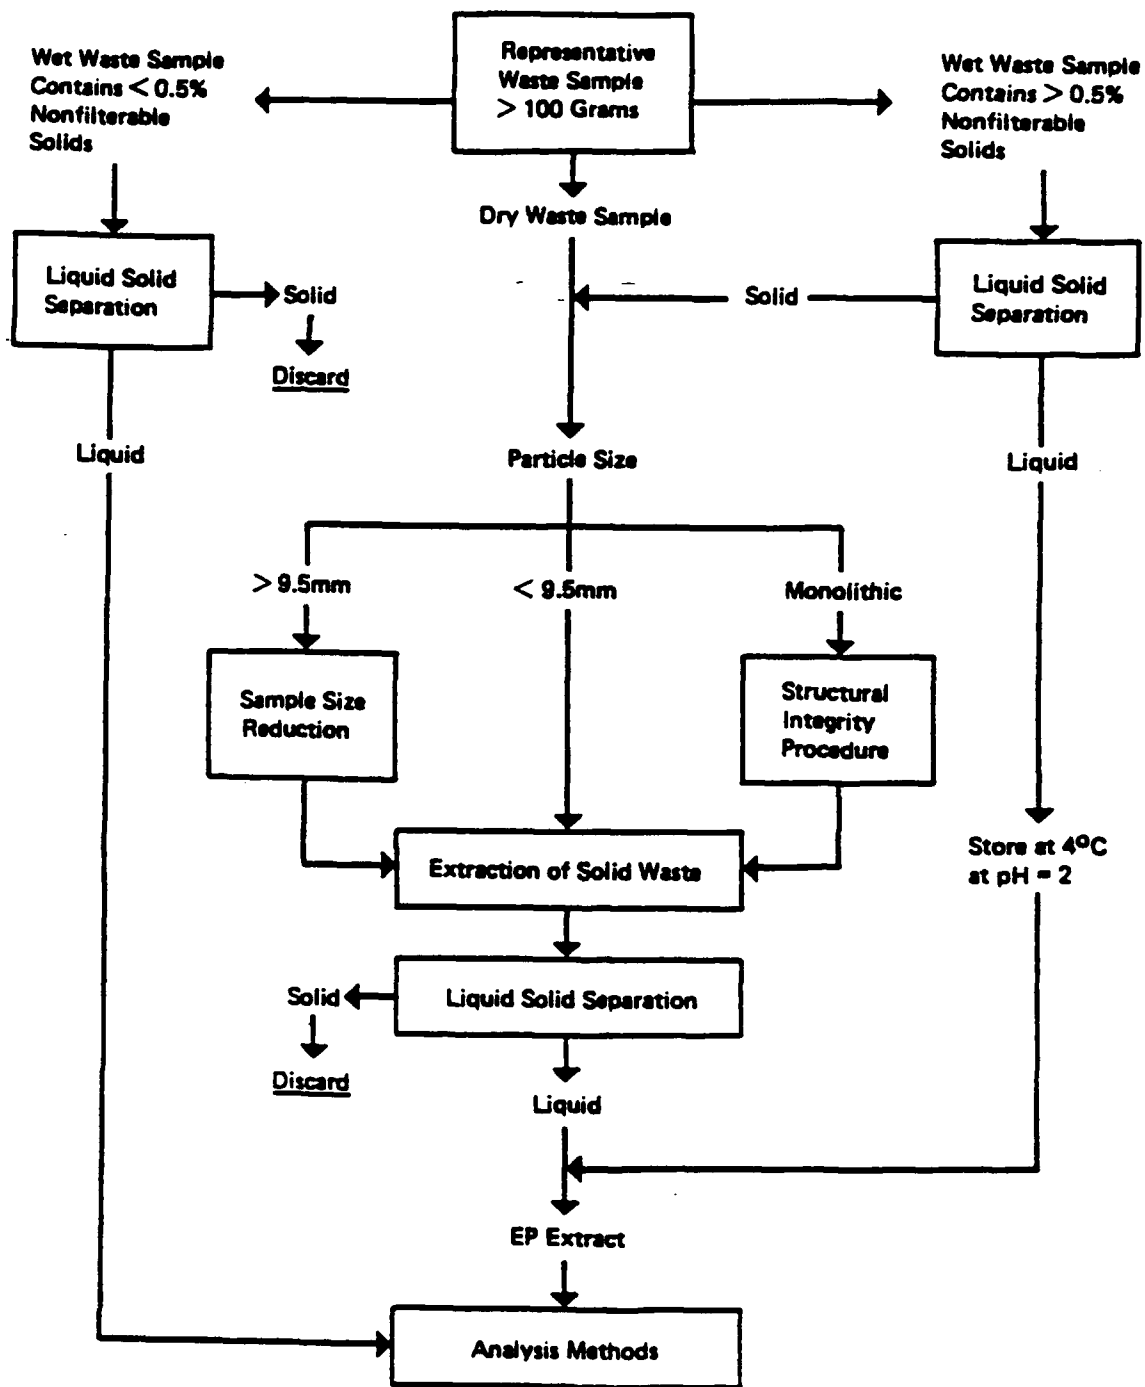 Representative
Waste Sample
> 100 Grams
Wet Waste Sample
Contains < 0.5%
Nonfilterable
Solids
Wet Waste Sample
Contains > 0.5%
Nonfilterable
Solids
Dry Waste Sample
Liquid Solid
Separation
Solid
Discard
Solid
Liquid Solid
Separation
Liquid
Particle Size
Liquid
> 9.5mm
< 9.5mm
Monolithic
Sample Size
Reduction
Structural
Integrity
Procedure
Extraction of Solid Waste
Store at 4°C
at pH = 2
Liquid Solid Separation
Solid
Discard
Liquid
EP Extract
Analysis Methods